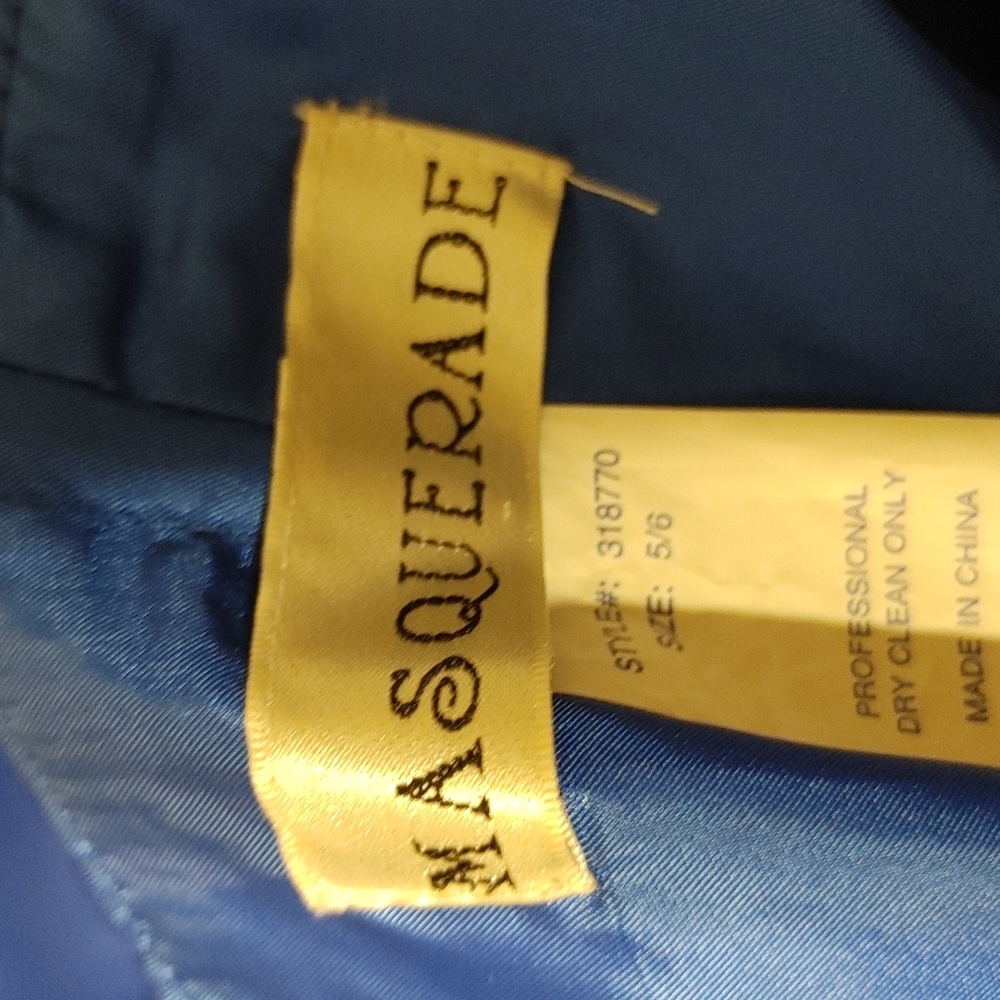 MASQUERADE
STYLE#: 318770
SIZE: 5/6
PROFESSIONAL
DRY CLEAN ONLY
MADE IN CHINA